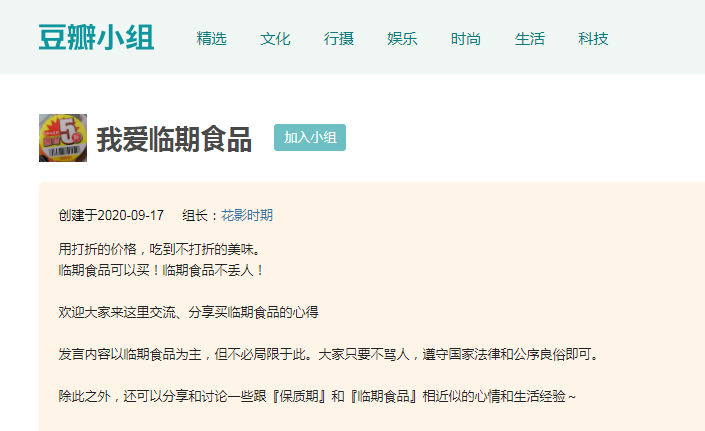 豆瓣小组 精选 文化 行摄 娱乐 时尚 生活 科技
我爱临期食品 加入小组
创建于2020-09-17 组长：花影时期
用打折的价格，吃到不打折的美味。
临期食品可以买！临期食品不丢人！
欢迎大家来这里交流、分享买临期食品的心得
发言内容以临期食品为主，但不必局限于此。大家只要不骂人，遵守国家法律和公序良俗即可。
除此之外，还可以分享和讨论一些跟『保质期』和『临期食品』相近似的心情和生活经验～